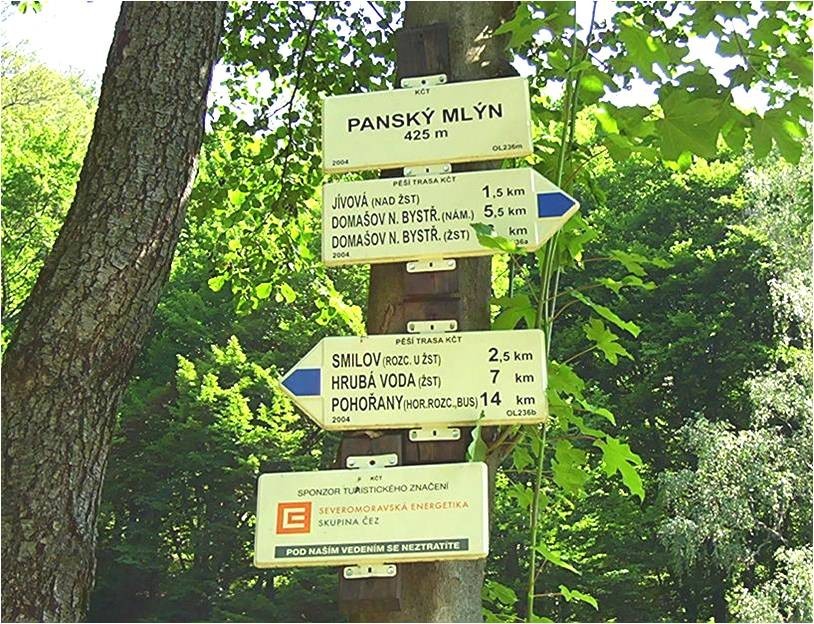 KČT
PANSKÝ MLÝN
425 m
2004 OL236m
PĚŠÍ TRASA KČT
JÍVOVÁ (NAD ŽST) 1,5 km
DOMAŠOV N. BYSTŘ. (NÁM.) 5,5 km
DOMAŠOV N. BYSTŘ. (ŽST) km
2004
PĚŠÍ TRASA KČT
SMILOV (ROZC. U ŽST) 2,5 km
HRUBÁ VODA (ŽST) 7 km
POHOŘANY (HOR.ROZC.,BUS) 14 km
2004 OL236b
KČT
SPONZOR TURISTICKÉHO ZNAČENÍ
SEVEROMORAVSKÁ ENERGETIKA
SKUPINA ČEZ
POD NAŠÍM VEDENÍM SE NEZTRATÍTE